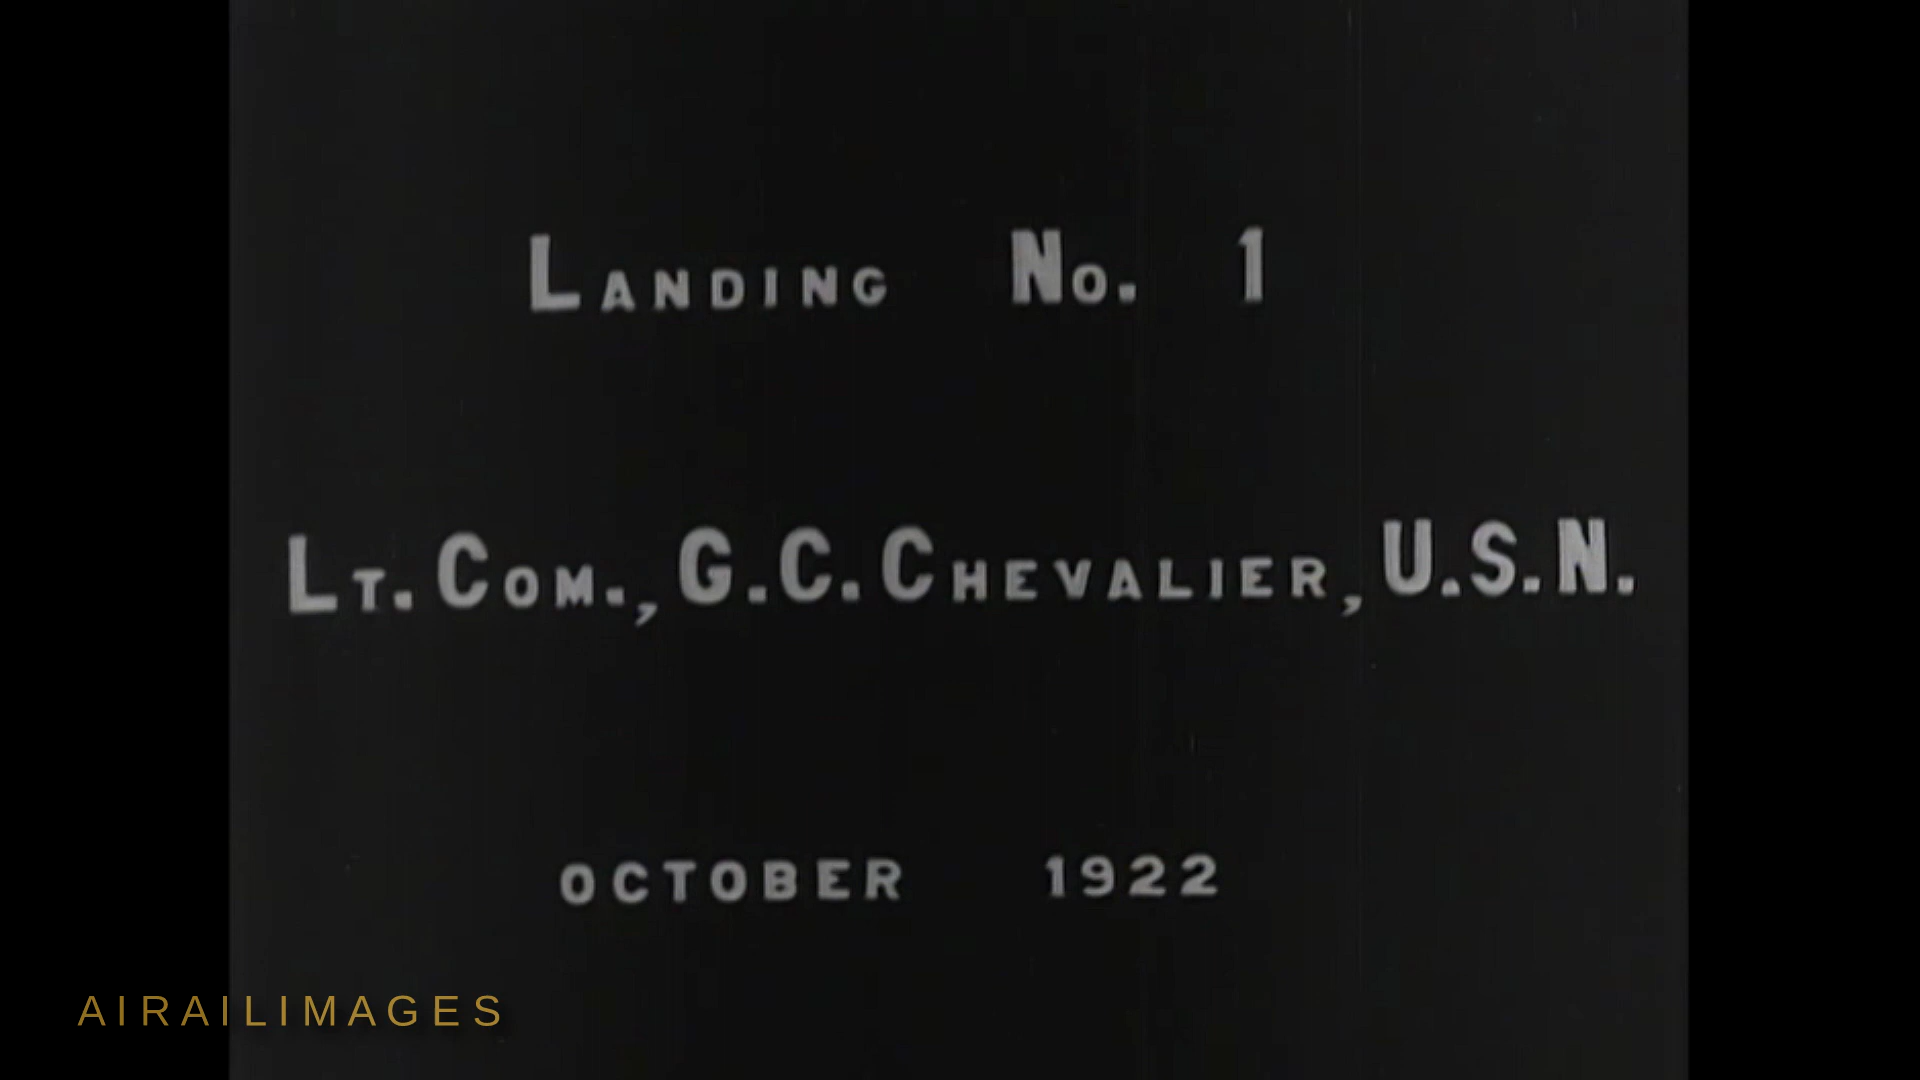 Landing No. 1
Lt. Com., G.C. Chevalier, U.S.N.
OCTOBER 1922
AIRAILIMAGES